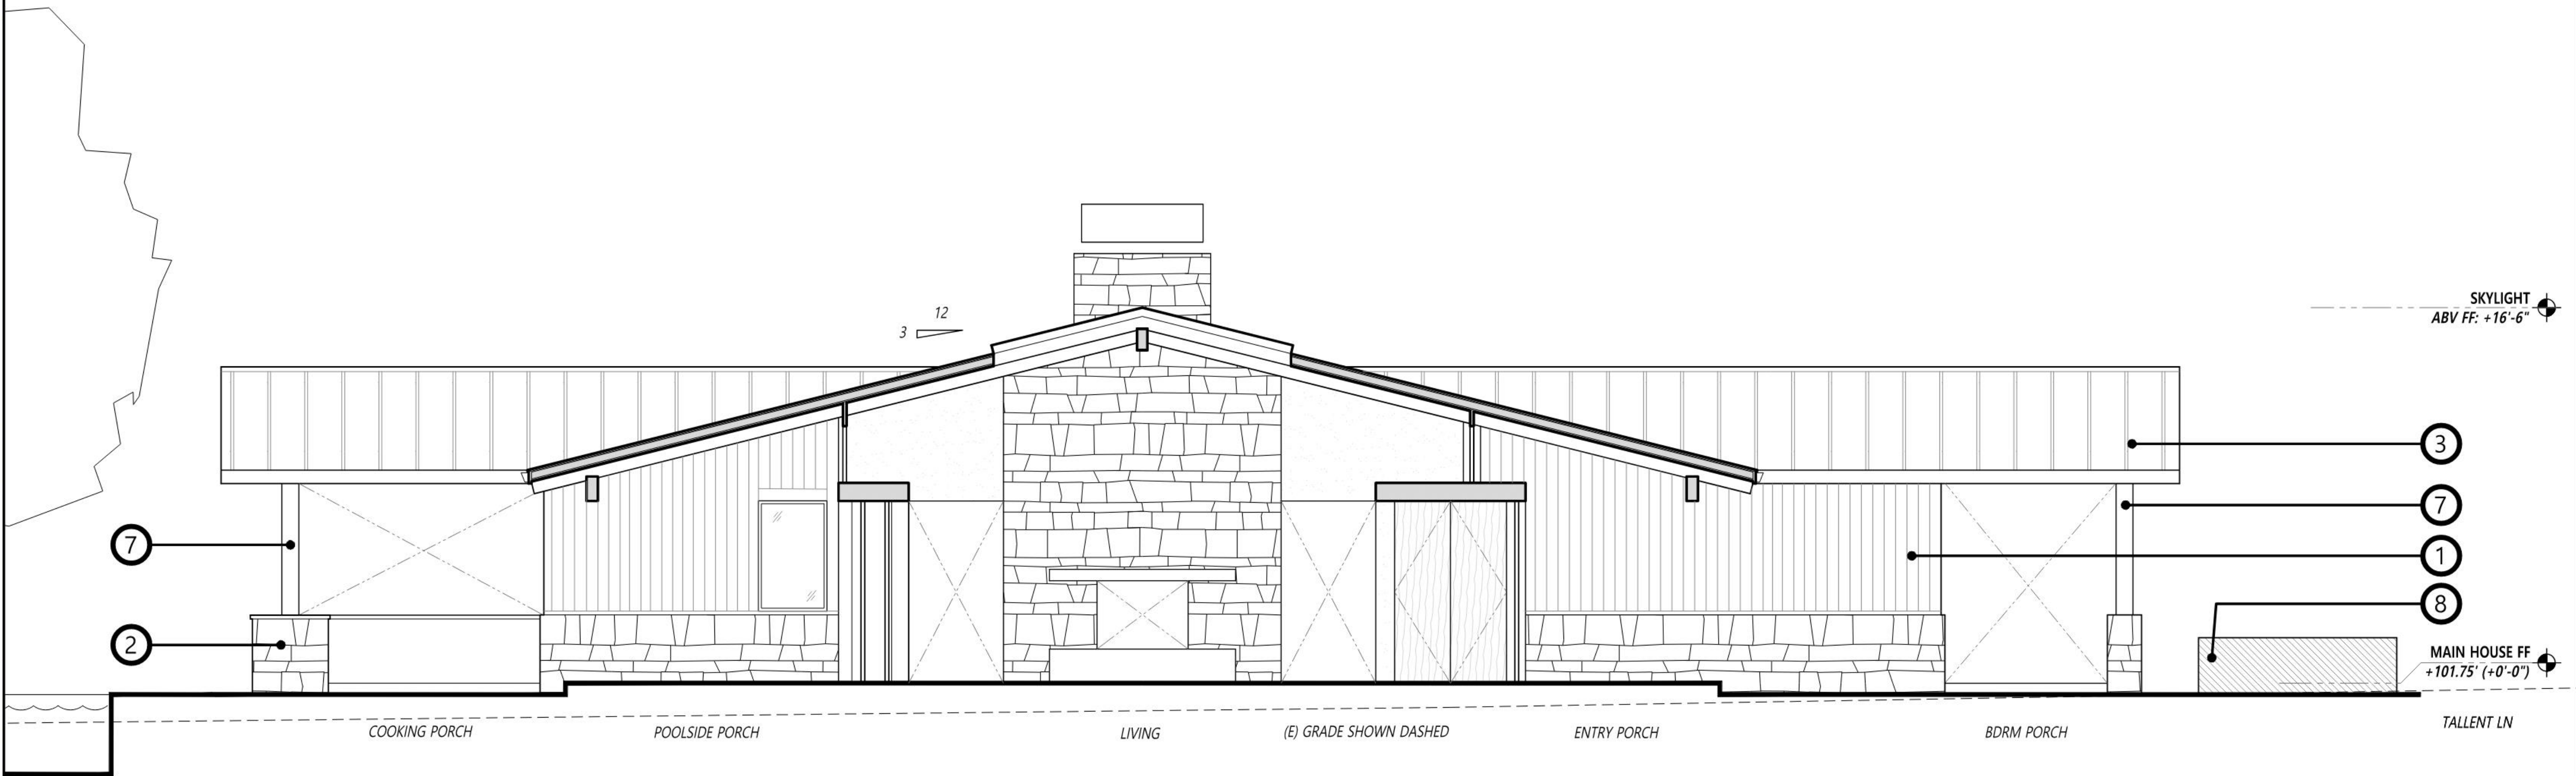 12
3
SKYLIGHT
ABV FF: +16'-6"
3
7
7
1
8
2
MAIN HOUSE FF
+101.75' (+0'-0")
COOKING PORCH
POOLSIDE PORCH
LIVING
(E) GRADE SHOWN DASHED
ENTRY PORCH
BDRM PORCH
TALLENT LN